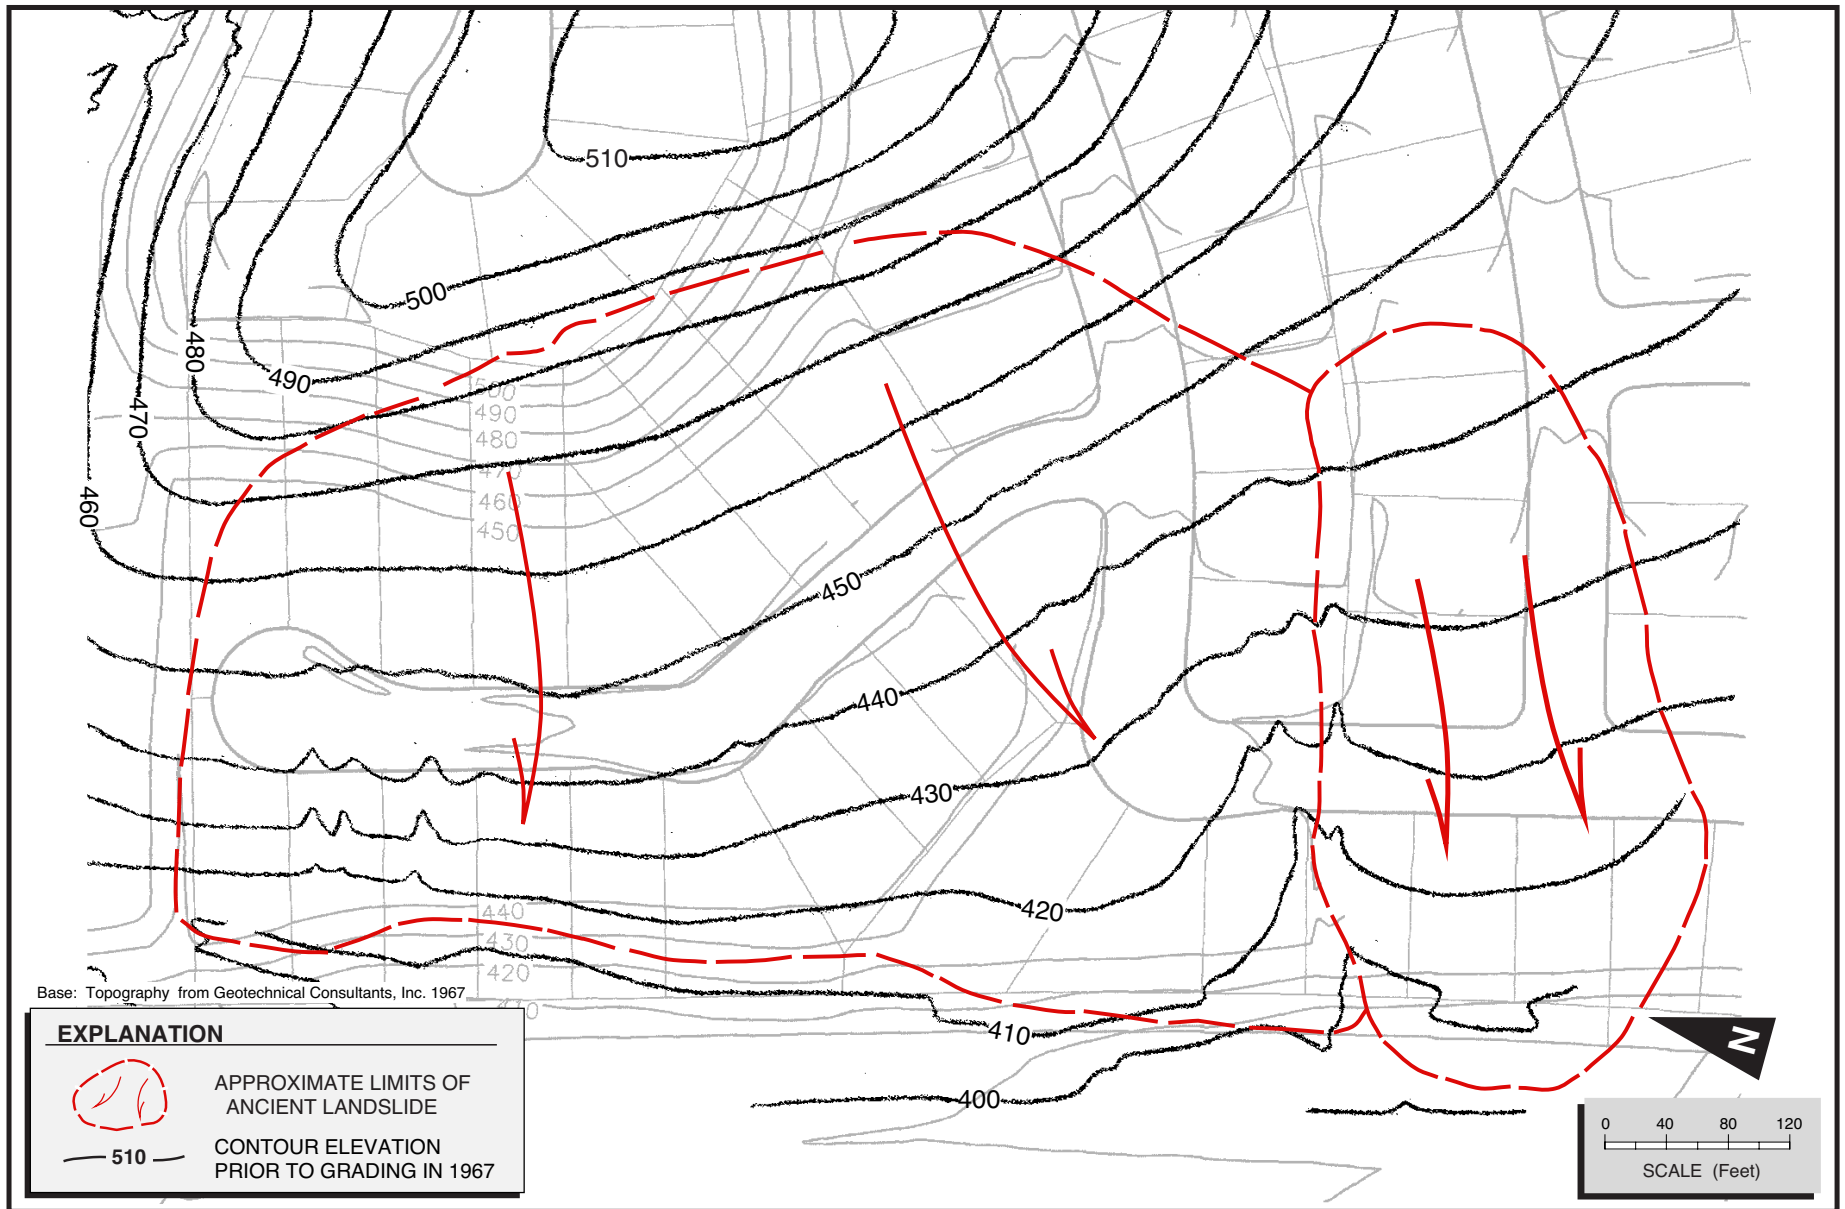 510
500
490
480
470
460
500
490
480
470
460
450
450
440
430
420
440
430
420
410
400
Base: Topography from Geotechnical Consultants, Inc. 1967
EXPLANATION
APPROXIMATE LIMITS OF
ANCIENT LANDSLIDE
510
CONTOUR ELEVATION
PRIOR TO GRADING IN 1967
N
0 40 80 120
SCALE (Feet)